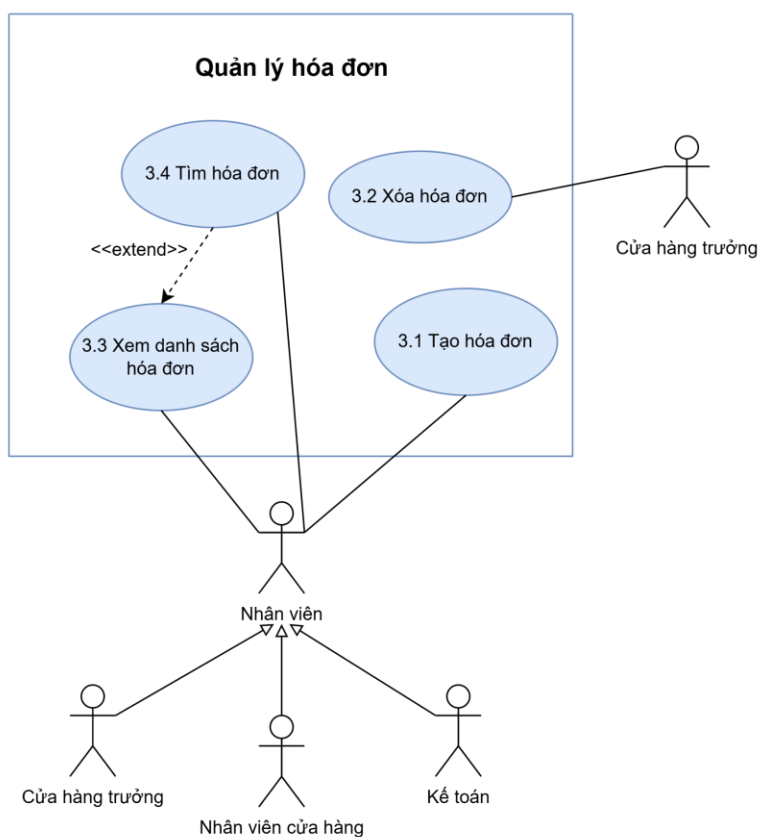 Quản lý hóa đơn
3.4 Tìm hóa đơn
3.2 Xóa hóa đơn
Cửa hàng trưởng
<<extend>>
3.3 Xem danh sách
hóa đơn
3.1 Tạo hóa đơn
Nhân viên
Cửa hàng trưởng
Nhân viên cửa hàng
Kế toán